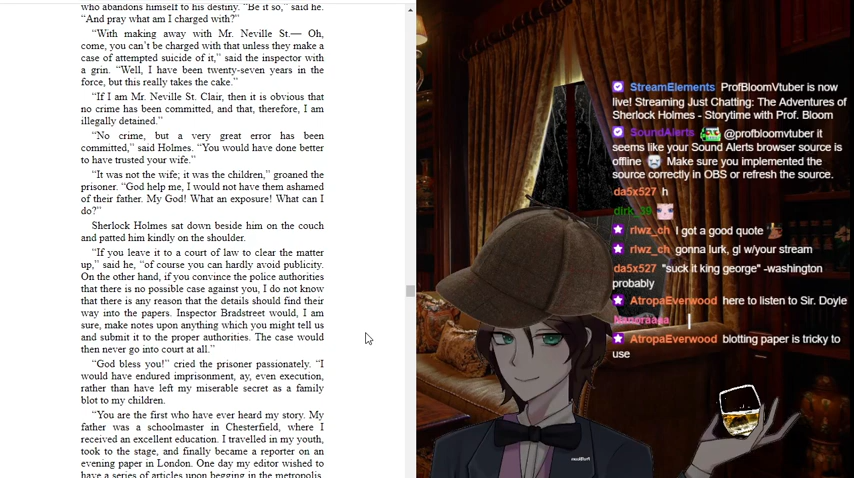 who abandons himself to his destiny. “Be it so,” said he.
“And pray what am I charged with?”
“With making away with Mr. Neville St.— Oh,
come, you can’t be charged with that unless they make a
case of attempted suicide of it,” said the inspector with
a grin. “Well, I have been twenty-seven years in the
force, but this really takes the cake.”
“If I am Mr. Neville St. Clair, then it is obvious that
no crime has been committed, and that, therefore, I am
illegally detained.”
“No crime, but a very great error has been
committed,” said Holmes. “You would have done better
to have trusted your wife.”
“It was not the wife; it was the children,” groaned the
prisoner. “God help me, I would not have them ashamed
of their father. My God! What an exposure! What can I
do?”
Sherlock Holmes sat down beside him on the couch
and patted him kindly on the shoulder.
“If you leave it to a court of law to clear the matter
up,” said he, “of course you can hardly avoid publicity.
On the other hand, if you convince the police authorities
that there is no possible case against you, I do not know
that there is any reason that the details should find their
way into the papers. Inspector Bradstreet would, I am
sure, make notes upon anything which you might tell us
and submit it to the proper authorities. The case would
then never go into court at all.”
“God bless you!” cried the prisoner passionately. “I
would have endured imprisonment, ay, even execution,
rather than have left my miserable secret as a family
blot to my children.
“You are the first who have ever heard my story. My
father was a schoolmaster in Chesterfield, where I
received an excellent education. I travelled in my youth,
took to the stage, and finally became a reporter on an
evening paper in London. One day my editor wished to
have a series of articles upon begging in the metropolis,
StreamElements ProfBloomVtuber is now
live! Streaming Just Chatting: The Adventures of
Sherlock Holmes - Storytime with Prof. Bloom
SoundAlerts @profbloomvtuber it
seems like your Sound Alerts browser source is
offline Make sure you implemented the
source correctly in OBS or refresh the source.
da5x527 h
dirk_39
rlwz_ch I got a good quote
rlwz_ch gonna lurk, gl w/your stream
da5x527 "suck it king george" -washington
probably
AtropaEverwood here to listen to Sir. Doyle
AtropaEverwood blotting paper is tricky to
use